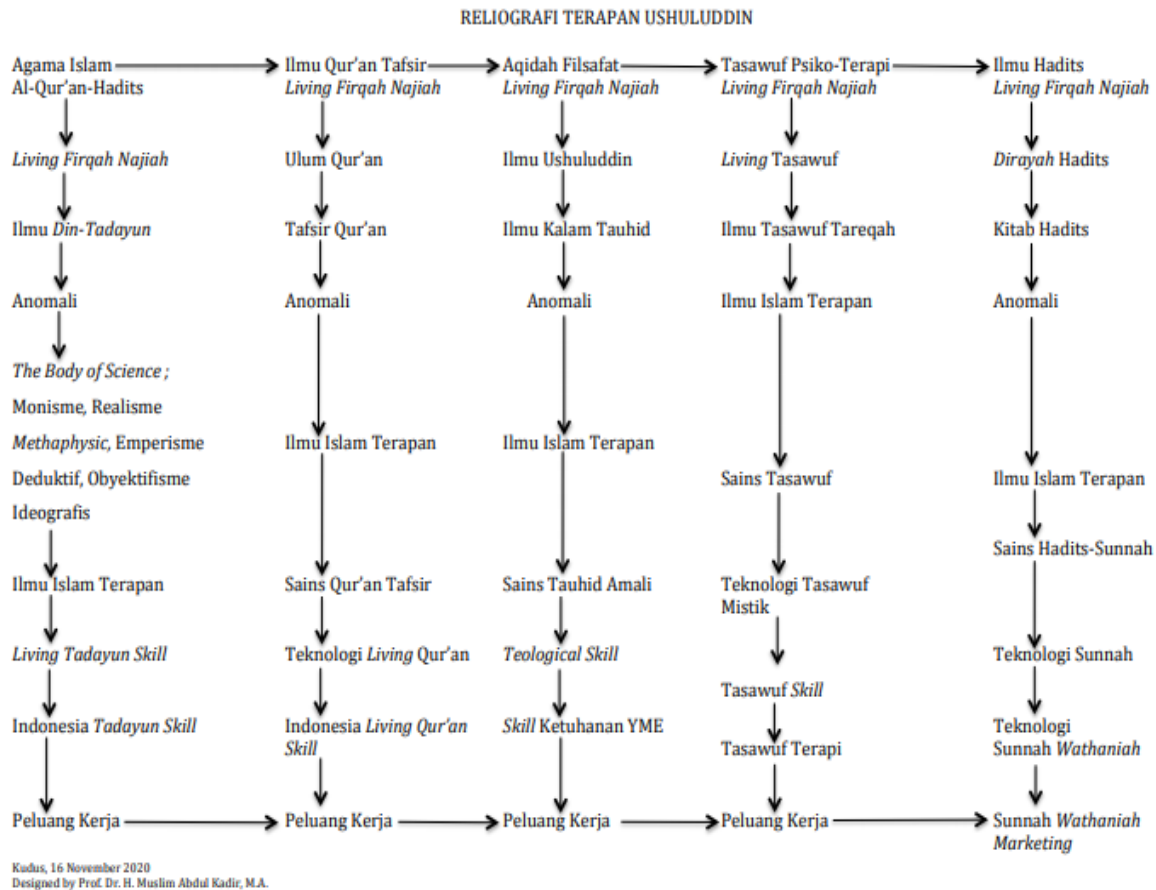 RELIOGRAFI TERAPAN USHULUDDIN
Agama Islam
Al-Qur'an-Hadits
Living Firqah Najiah
Ilmu Din-Tadayun
Anomali
The Body of Science ;
Monisme, Realisme
Methaphysic, Emperisme
Deduktif, Obyektifisme
Ideografis
Ilmu Islam Terapan
Living Tadayun Skill
Indonesia Tadayun Skill
Peluang Kerja
Ilmu Qur'an Tafsir
Living Firqah Najiah
Ulum Qur'an
Tafsir Qur'an
Anomali
Ilmu Islam Terapan
Sains Qur'an Tafsir
Teknologi Living Qur'an
Indonesia Living Qur'an
Skill
Peluang Kerja
Aqidah Filsafat
Living Firqah Najiah
Ilmu Ushuluddin
Ilmu Kalam Tauhid
Anomali
Ilmu Islam Terapan
Sains Tauhid Amali
Teological Skill
Skill Ketuhanan YME
Peluang Kerja
Tasawuf Psiko-Terapi
Living Firqah Najiah
Living Tasawuf
Ilmu Tasawuf Tareqah
Ilmu Islam Terapan
Sains Tasawuf
Teknologi Tasawuf
Mistik
Tasawuf Skill
Tasawuf Terapi
Peluang Kerja
Ilmu Hadits
Living Firqah Najiah
Dirayah Hadits
Kitab Hadits
Anomali
Ilmu Islam Terapan
Sains Hadits-Sunnah
Teknologi Sunnah
Teknologi
Sunnah Wathaniah
Sunnah Wathaniah
Marketing
Kudus, 16 November 2020
Designed by Prof. Dr. H. Muslim Abdul Kadir, M.A.